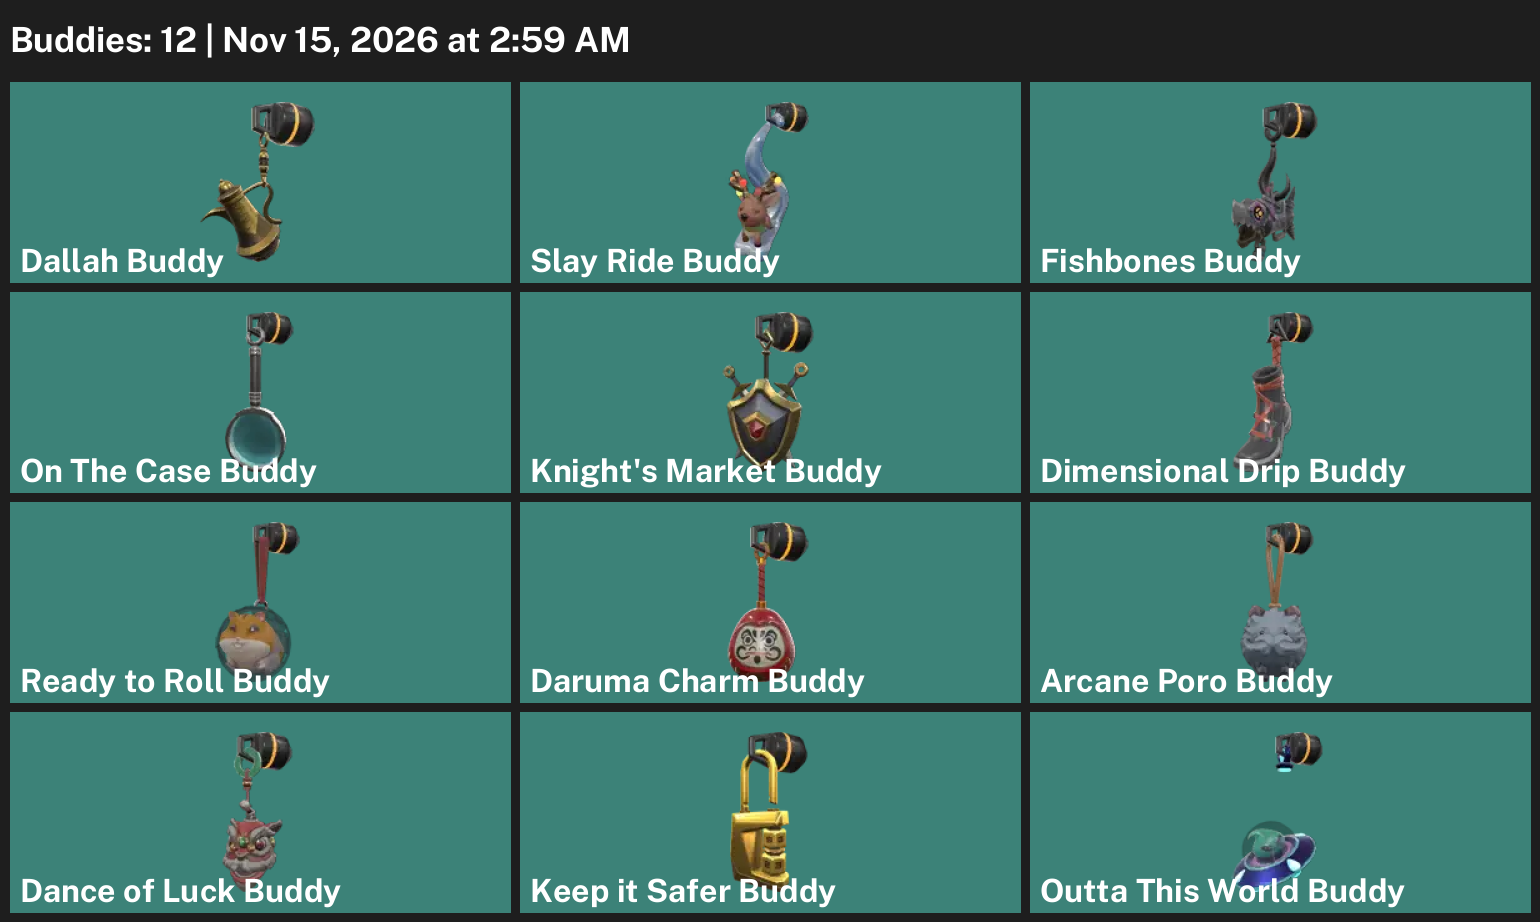 Buddies: 12 | Nov 15, 2026 at 2:59 AM
Dallah Buddy
Slay Ride Buddy
Fishbones Buddy
On The Case Buddy
Knight's Market Buddy
Dimensional Drip Buddy
Ready to Roll Buddy
Daruma Charm Buddy
Arcane Poro Buddy
Dance of Luck Buddy
Keep it Safer Buddy
Outta This World Buddy